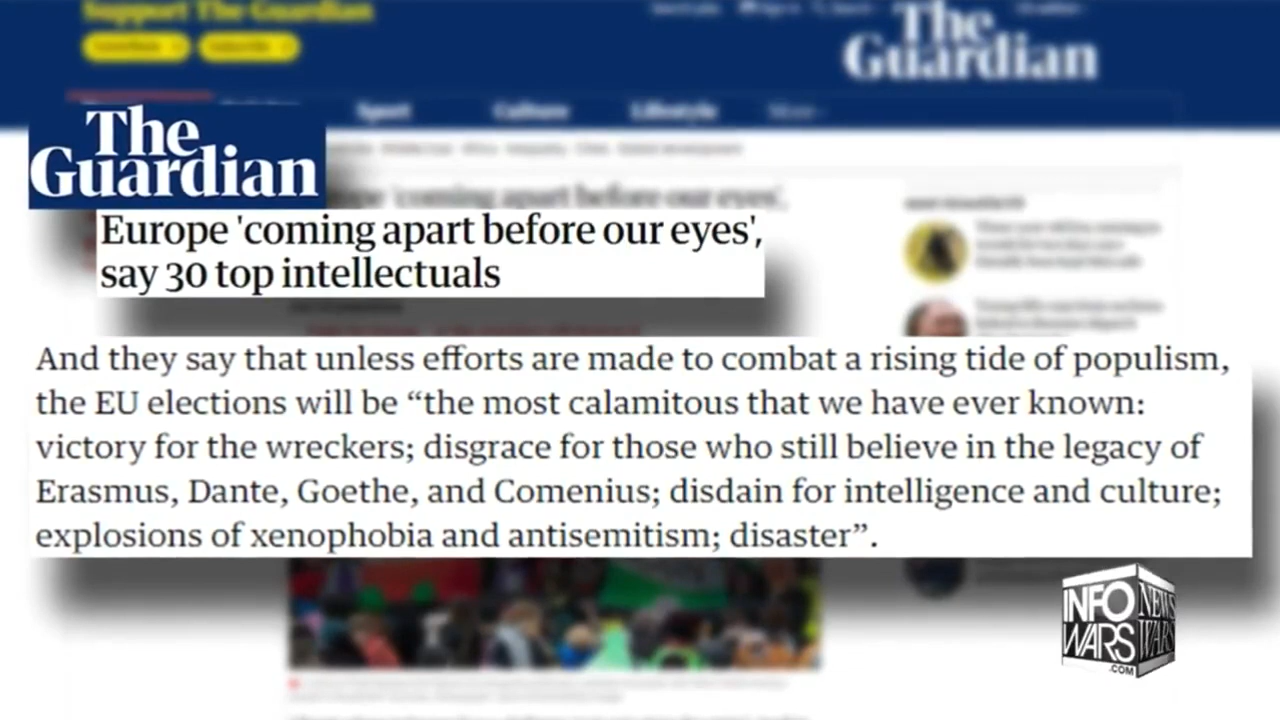 Support The Guardian
The
Guardian
Sport
Culture
Lifestyle
More
The
Guardian
Europe 'coming apart before our eyes',
say 30 top intellectuals
And they say that unless efforts are made to combat a rising tide of populism,
the EU elections will be “the most calamitous that we have ever known:
victory for the wreckers; disgrace for those who still believe in the legacy of
Erasmus, Dante, Goethe, and Comenius; disdain for intelligence and culture;
explosions of xenophobia and antisemitism; disaster”.
INFO
WARS
.COM
NEWS
WARS